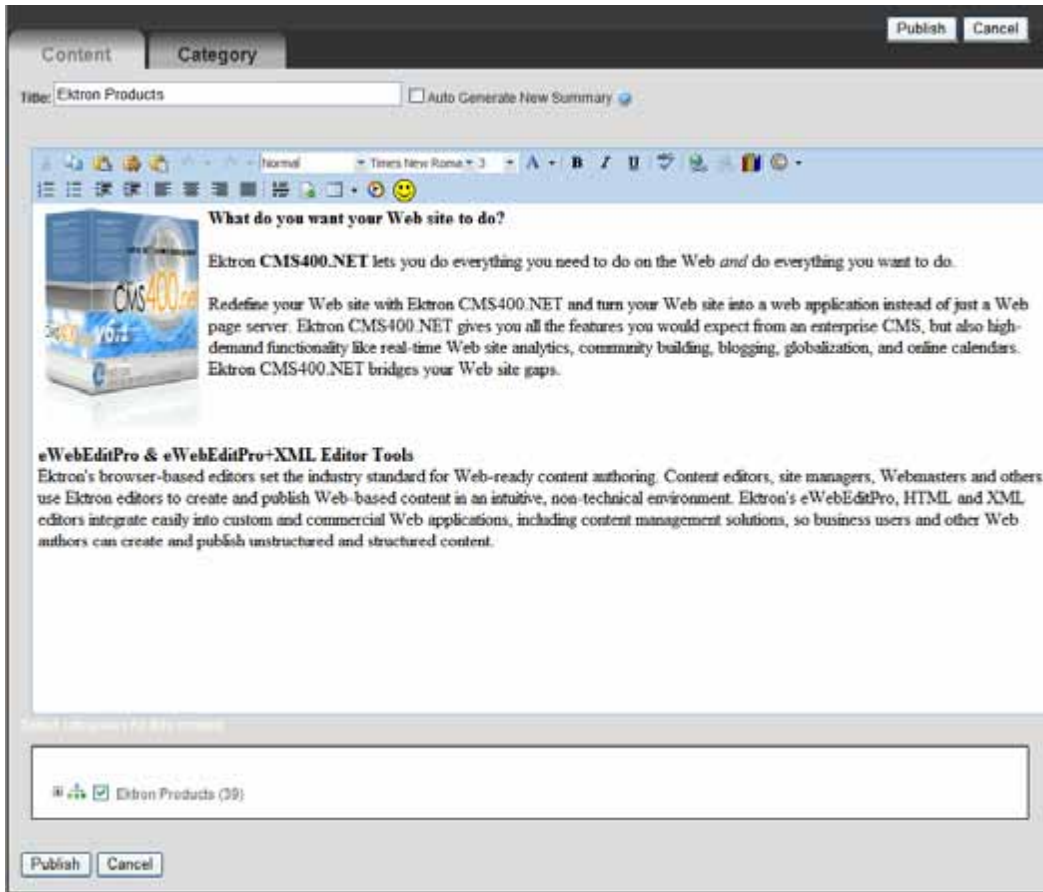 Publish Cancel
Content Category
Title: Ektron Products Auto Generate New Summary
Normal Times New Roma 3 A B I U
What do you want your Web site to do?
Ektron CMS400.NET lets you do everything you need to do on the Web and do everything you want to do.
Redefine your Web site with Ektron CMS400.NET and turn your Web site into a web application instead of just a Web
page server. Ektron CMS400.NET gives you all the features you would expect from an enterprise CMS, but also high-
demand functionality like real-time Web site analytics, community building, blogging, globalization, and online calendars.
Ektron CMS400.NET bridges your Web site gaps.
CMS400.net
v6.1
eWebEditPro & eWebEditPro+XML Editor Tools
Ektron's browser-based editors set the industry standard for Web-ready content authoring. Content editors, site managers, Webmasters and others
use Ektron editors to create and publish Web-based content in an intuitive, non-technical environment. Ektron's eWebEditPro, HTML and XML
editors integrate easily into custom and commercial Web applications, including content management solutions, so business users and other Web
authors can create and publish unstructured and structured content.
Select categories for this content
Ektron Products (39)
Publish Cancel